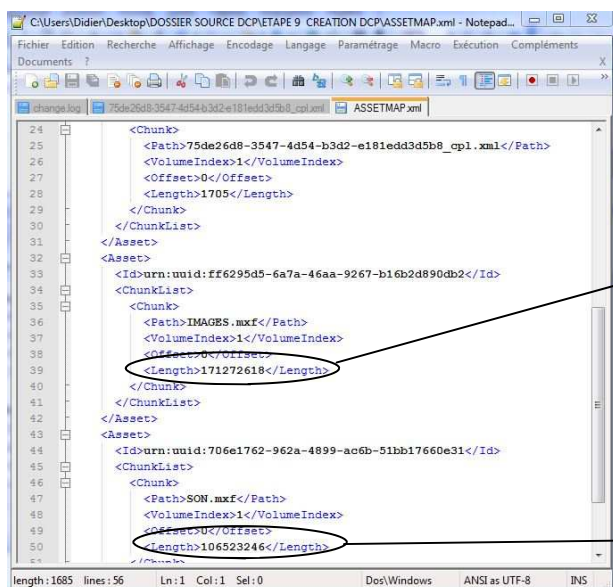 C:\Users\Didier\Desktop\DOSSIER SOURCE DCP\ETAPE 9 CREATION DCP\ASSETMAP.xml - Notepad...
Fichier Edition Recherche Affichage Encodage Langage Paramétrage Macro Exécution Compléments
Documents ? X
change.log 75de26d8-3547-4d54-b3d2-e181edd3d5b8_cpl.xml ASSETMAP.xml
24 <Chunk>
25 <Path>75de26d8-3547-4d54-b3d2-e181edd3d5b8_cpl.xml</Path>
26 <VolumeIndex>1</VolumeIndex>
27 <Offset>0</Offset>
28 <Length>1705</Length>
29 </Chunk>
30 </ChunkList>
31 </Asset>
32 <Asset>
33 <Id>urn:uuid:ff6295d5-6a7a-46aa-9267-b16b2d890db2</Id>
34 <ChunkList>
35 <Chunk>
36 <Path>IMAGES.mxf</Path>
37 <VolumeIndex>1</VolumeIndex>
38 <Offset>0</Offset>
39 <Length>171272618</Length>
40 </Chunk>
41 </ChunkList>
42 </Asset>
43 <Asset>
44 <Id>urn:uuid:706e1762-962a-4899-ac6b-51bb17660e31</Id>
45 <ChunkList>
46 <Chunk>
47 <Path>SON.mxf</Path>
48 <VolumeIndex>1</VolumeIndex>
49 <Offset>0</Offset>
50 <Length>106523246</Length>
51 </Chunk>
length : 1685 lines : 56 Ln : 1 Col : 1 Sel : 0 Dos\Windows ANSI as UTF-8 INS